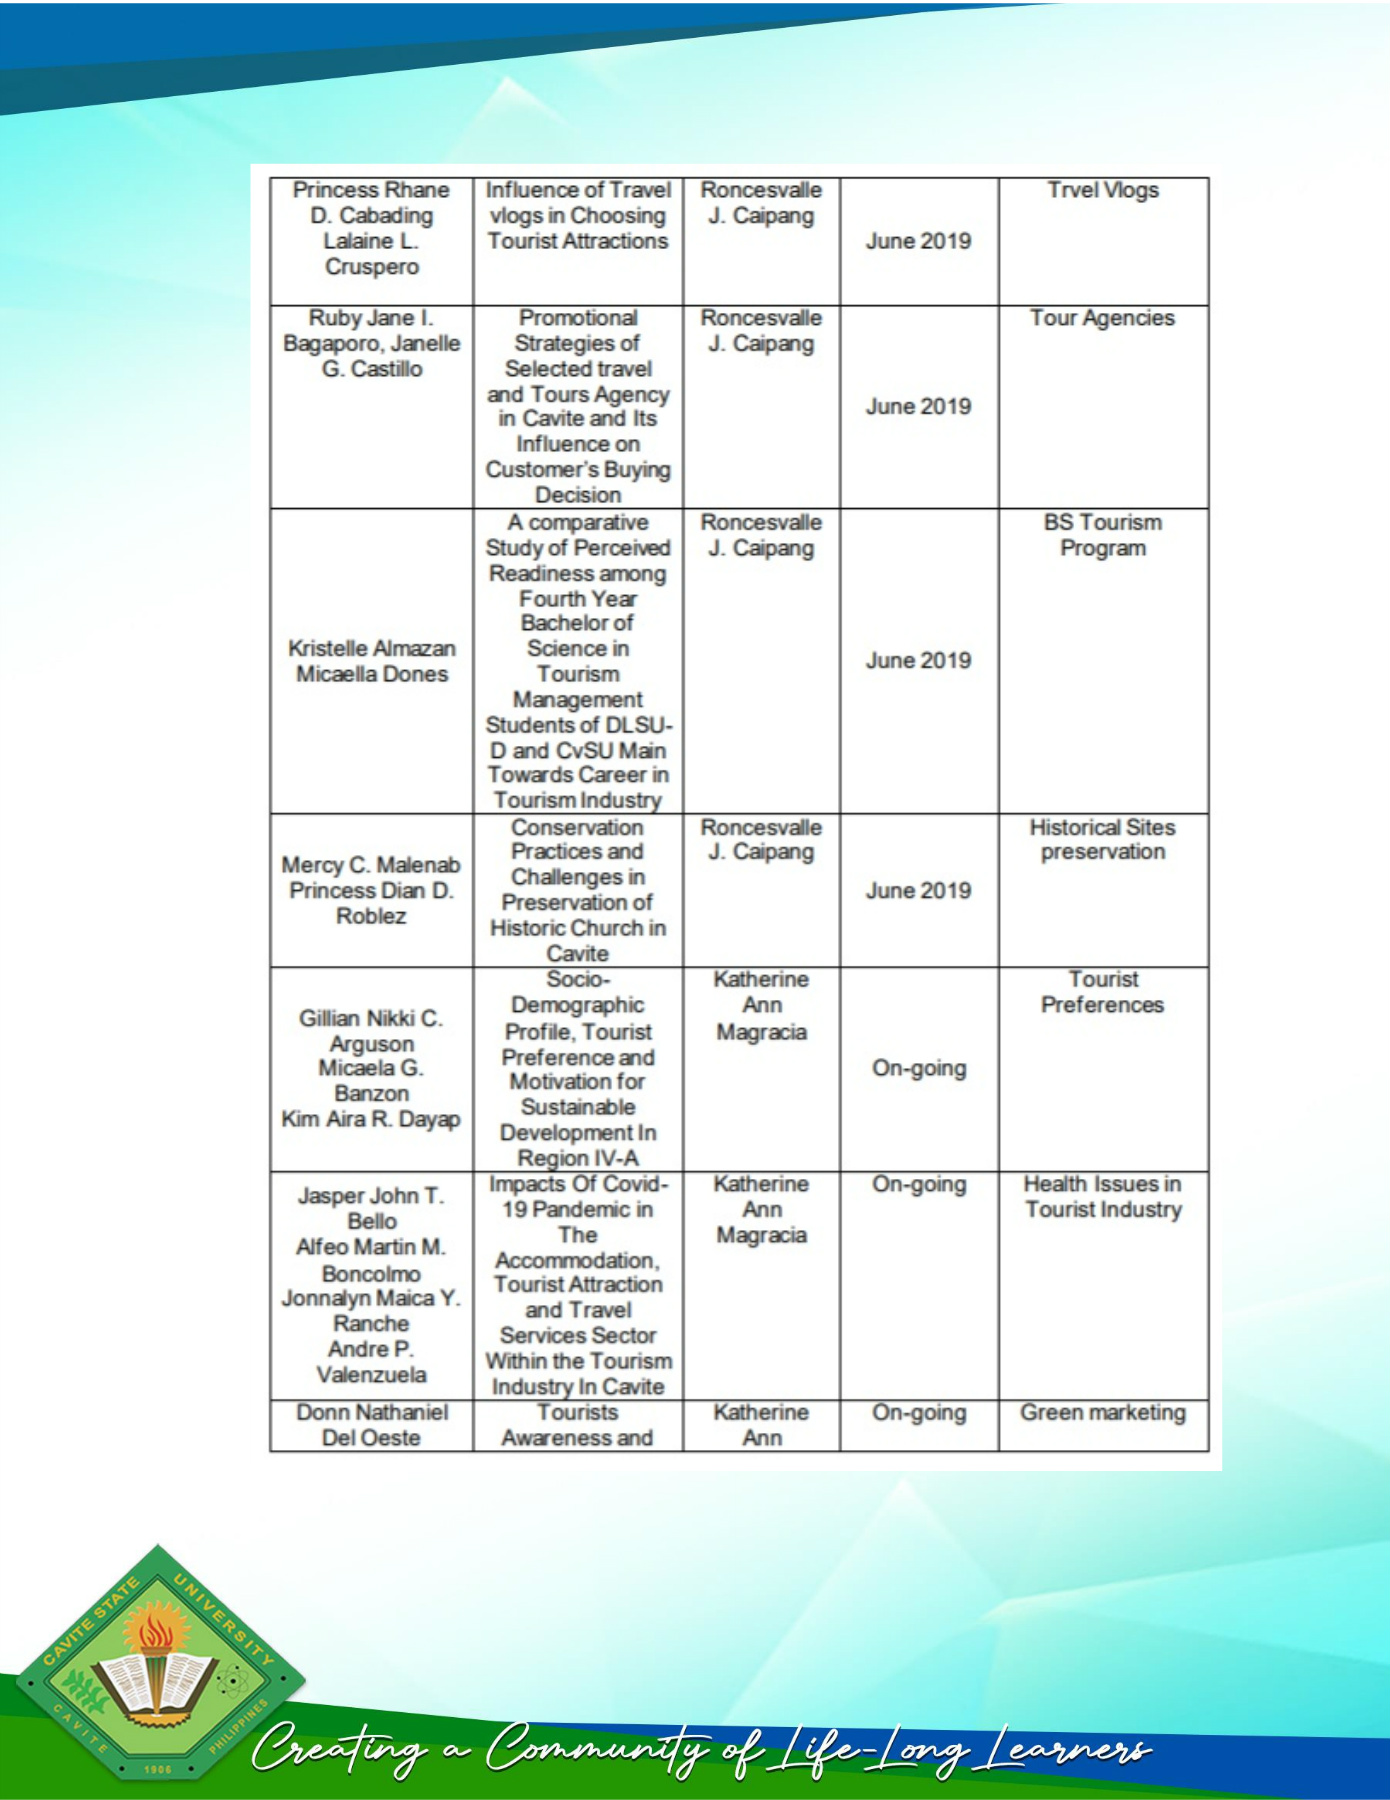 Princess Rhane
D. Cabading
Lalaine L.
Cruspero
Influence of Travel
vlogs in Choosing
Tourist Attractions
Roncesvalle
J. Caipang
June 2019
Trvel Vlogs
Ruby Jane I.
Bagaporo, Janelle
G. Castillo
Promotional
Strategies of
Selected travel
and Tours Agency
in Cavite and Its
Influence on
Customer's Buying
Decision
Roncesvalle
J. Caipang
June 2019
Tour Agencies
Kristelle Almazan
Micaella Dones
A comparative
Study of Perceived
Readiness among
Fourth Year
Bachelor of
Science in
Tourism
Management
Students of DLSU-
D and CvSU Main
Towards Career in
Tourism Industry
Roncesvalle
J. Caipang
June 2019
BS Tourism
Program
Mercy C. Malenab
Princess Dian D.
Roblez
Conservation
Practices and
Challenges in
Preservation of
Historic Church in
Cavite
Roncesvalle
J. Caipang
June 2019
Historical Sites
preservation
Gillian Nikki C.
Arguson
Micaela G.
Banzon
Kim Aira R. Dayap
Socio-
Demographic
Profile, Tourist
Preference and
Motivation for
Sustainable
Development In
Region IV-A
Katherine
Ann
Magracia
On-going
Tourist
Preferences
Jasper John T.
Bello
Alfeo Martin M.
Boncolmo
Jonnalyn Maica Y.
Ranche
Andre P.
Valenzuela
Impacts Of Covid-
19 Pandemic in
The
Accommodation,
Tourist Attraction
and Travel
Services Sector
Within the Tourism
Industry In Cavite
Katherine
Ann
Magracia
On-going
Health Issues in
Tourist Industry
Donn Nathaniel
Del Oeste
Tourists
Awareness and
Katherine
Ann
On-going
Green marketing
CAVITE STATE UNIVERSITY
CAVITE PHILIPPINES
1906
Creating a Community of Life-Long Learners